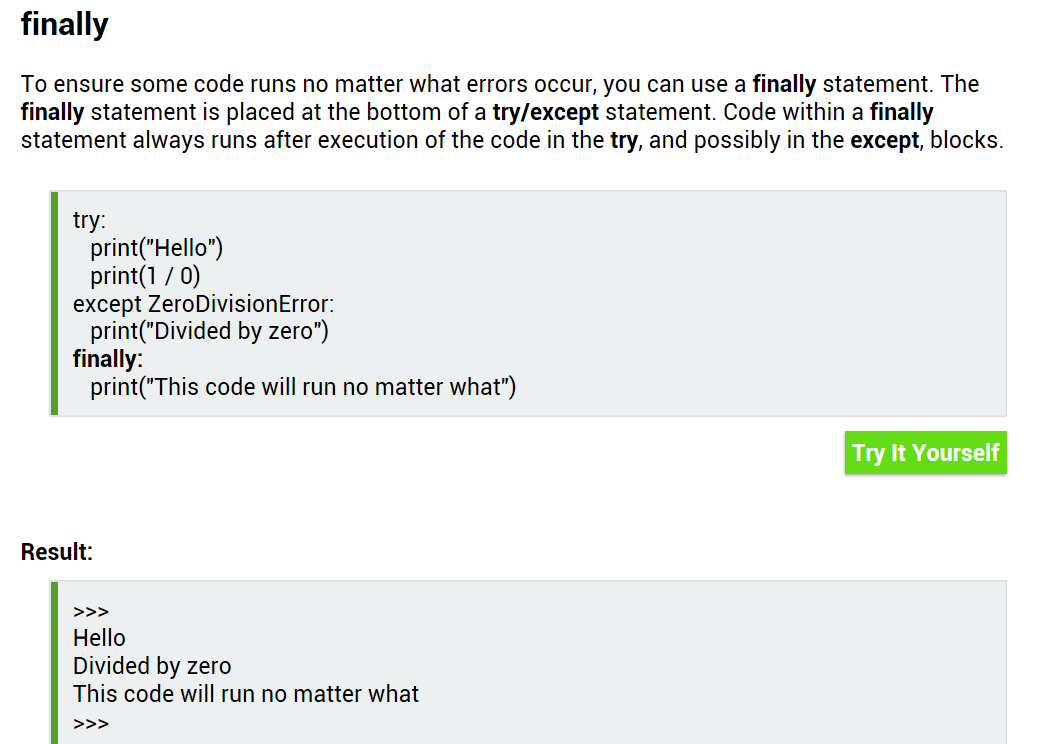 finally
To ensure some code runs no matter what errors occur, you can use a finally statement. The
finally statement is placed at the bottom of a try/except statement. Code within a finally
statement always runs after execution of the code in the try, and possibly in the except, blocks.
try:
   print("Hello")
   print(1 / 0)
except ZeroDivisionError:
   print("Divided by zero")
finally:
   print("This code will run no matter what")
Try It Yourself
Result:
>>>
Hello
Divided by zero
This code will run no matter what
>>>